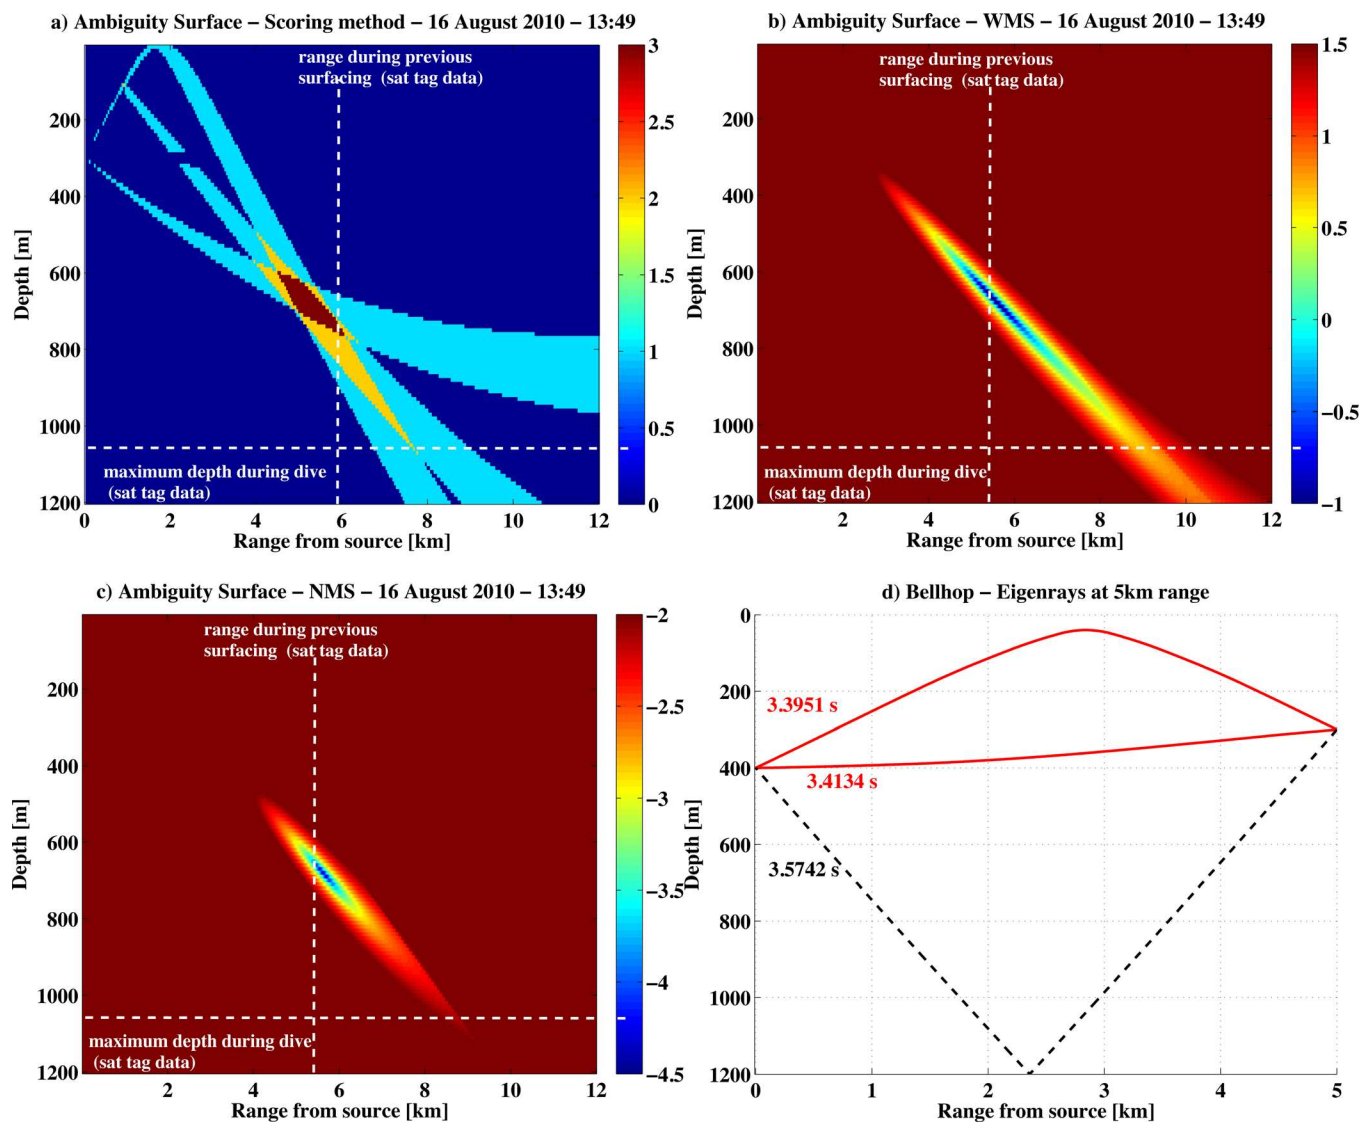 a) Ambiguity Surface – Scoring method – 16 August 2010 – 13:49
range during previous
surfacing (sat tag data)
maximum depth during dive
(sat tag data)
Depth [m]
200
400
600
800
1000
1200
0 2 4 6 8 10 12
Range from source [km]
3
2.5
2
1.5
1
0.5
0
b) Ambiguity Surface – WMS – 16 August 2010 – 13:49
range during previous
surfacing (sat tag data)
maximum depth during dive
(sat tag data)
Depth [m]
200
400
600
800
1000
1200
2 4 6 8 10 12
Range from source [km]
1.5
1
0.5
0
−0.5
−1
c) Ambiguity Surface – NMS – 16 August 2010 – 13:49
range during previous
surfacing (sat tag data)
maximum depth during dive
(sat tag data)
Depth [m]
200
400
600
800
1000
1200
2 4 6 8 10 12
Range from source [km]
−2
−2.5
−3
−3.5
−4
−4.5
d) Bellhop – Eigenrays at 5km range
3.3951 s
3.4134 s
3.5742 s
Depth [m]
0
200
400
600
800
1000
1200
0 1 2 3 4 5
Range from source [km]